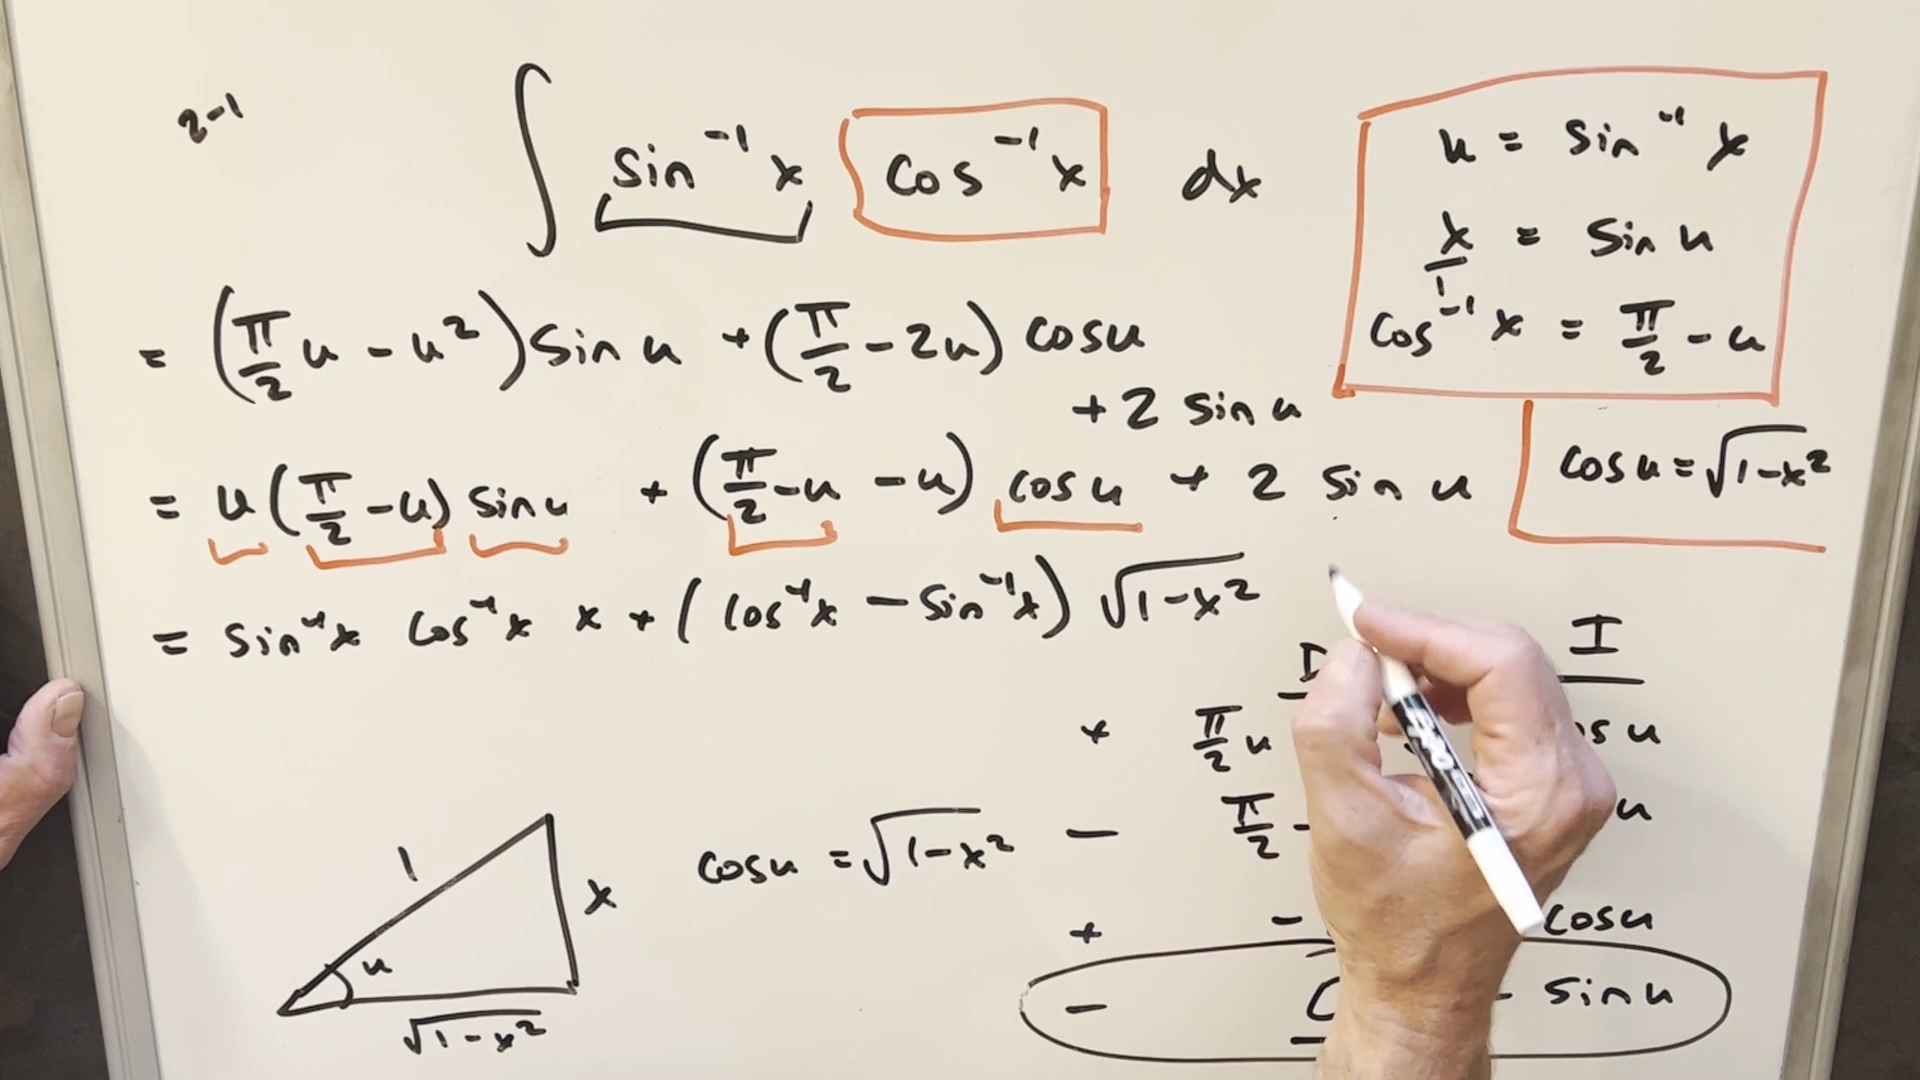 2-1
∫ sin⁻¹x cos⁻¹x dx
u = sin⁻¹ x
x/1 = sin u
cos⁻¹ x = π/2 - u
= (π/2 u - u²) sin u + (π/2 - 2u) cos u
+ 2 sin u
cos u = √(1-x²)
= u (π/2 - u) sin u + (π/2 - u - u) cos u + 2 sin u
= sin⁻¹x cos⁻¹x x + (cos⁻¹x - sin⁻¹x) √(1-x²)
I
+ π/2 u
- π/2 -
+ - cos u
- - sin u
1
x
u
√(1-x²)
cos u = √(1-x²)